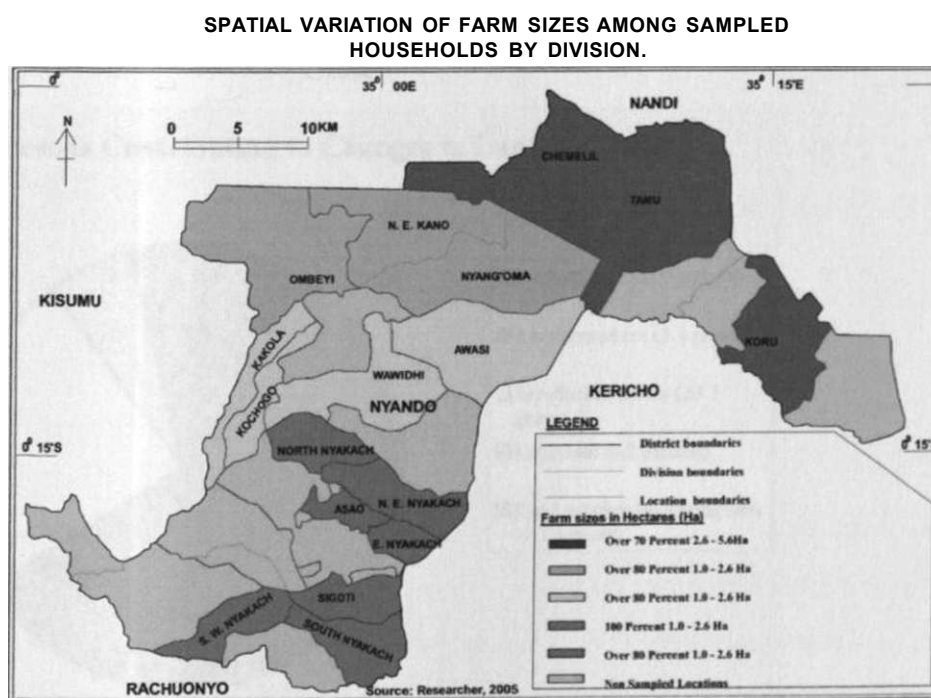 SPATIAL VARIATION OF FARM SIZES AMONG SAMPLED
HOUSEHOLDS BY DIVISION.
0°
35° 00E
35° 15'E
NANDI
N
0 5 10KM
CHEMELIL
TAMU
N. E. KANO
NYANG'OMA
OMBEYI
KISUMU
KAKOLA
KORU
AWASI
WAWIDHI
KERICHO
NYANDO
KOCHOGO
0° 15'S
0° 15'
NORTH NYAKACH
N. E. NYAKACH
ASAO
E. NYAKACH
SIGOTI
S. W. NYAKACH
SOUTH NYAKACH
RACHUONYO
Source: Researcher, 2005
LEGEND
District boundaries
Division boundaries
Location boundaries
Farm sizes in Hectares (Ha)
Over 70 Percent 2.6 - 5.6Ha
Over 80 Percent 1.0 - 2.6 Ha
Over 80 Percent 1.0 - 2.6 Ha
100 Percent 1.0 - 2.6 Ha
Over 80 Percent 1.0 - 2.6 Ha
Non Sampled Locations